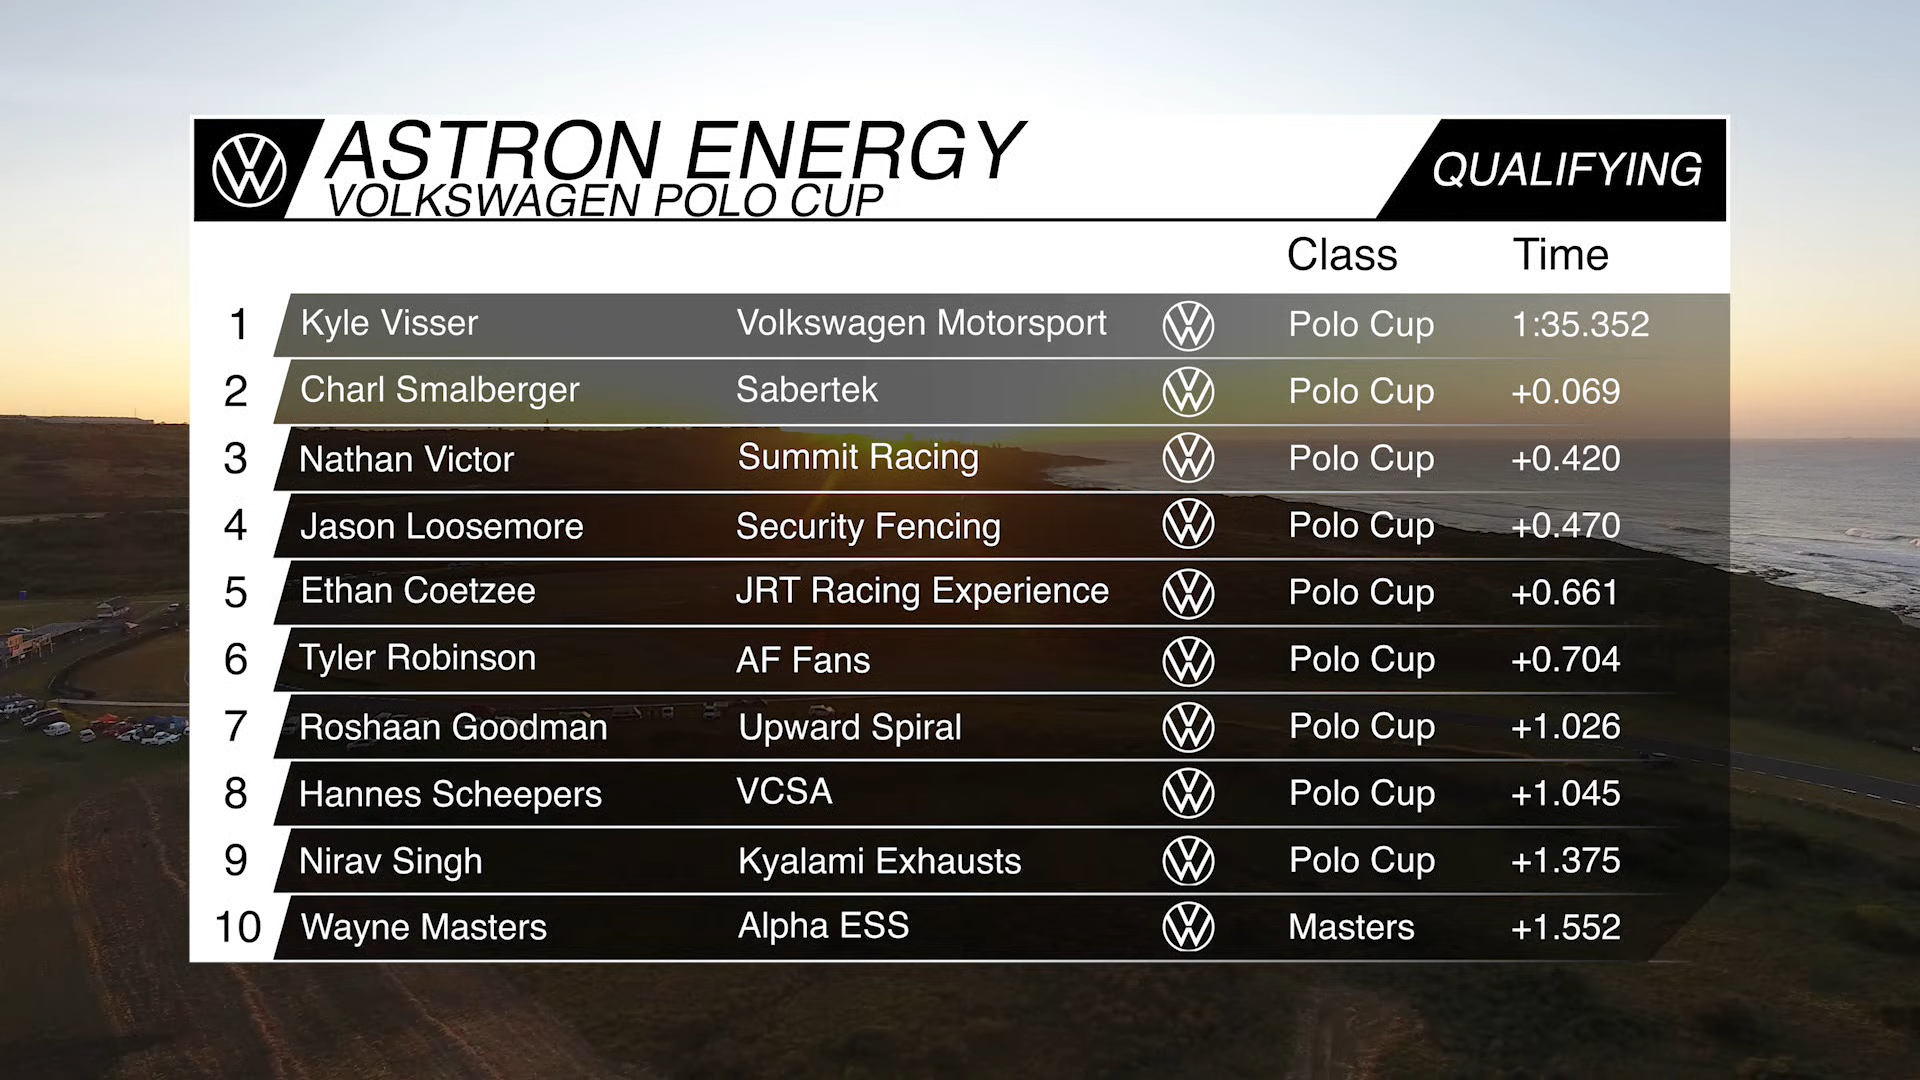 ASTRON ENERGY
VOLKSWAGEN POLO CUP
QUALIFYING
Class Time
1 Kyle Visser Volkswagen Motorsport Polo Cup 1:35.352
2 Charl Smalberger Sabertek Polo Cup +0.069
3 Nathan Victor Summit Racing Polo Cup +0.420
4 Jason Loosemore Security Fencing Polo Cup +0.470
5 Ethan Coetzee JRT Racing Experience Polo Cup +0.661
6 Tyler Robinson AF Fans Polo Cup +0.704
7 Roshaan Goodman Upward Spiral Polo Cup +1.026
8 Hannes Scheepers VCSA Polo Cup +1.045
9 Nirav Singh Kyalami Exhausts Polo Cup +1.375
10 Wayne Masters Alpha ESS Masters +1.552